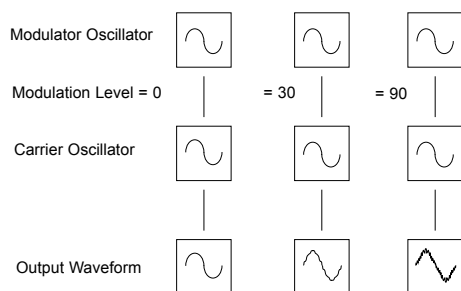 Modulator Oscillator
Modulation Level = 0 = 30 = 90
Carrier Oscillator
Output Waveform